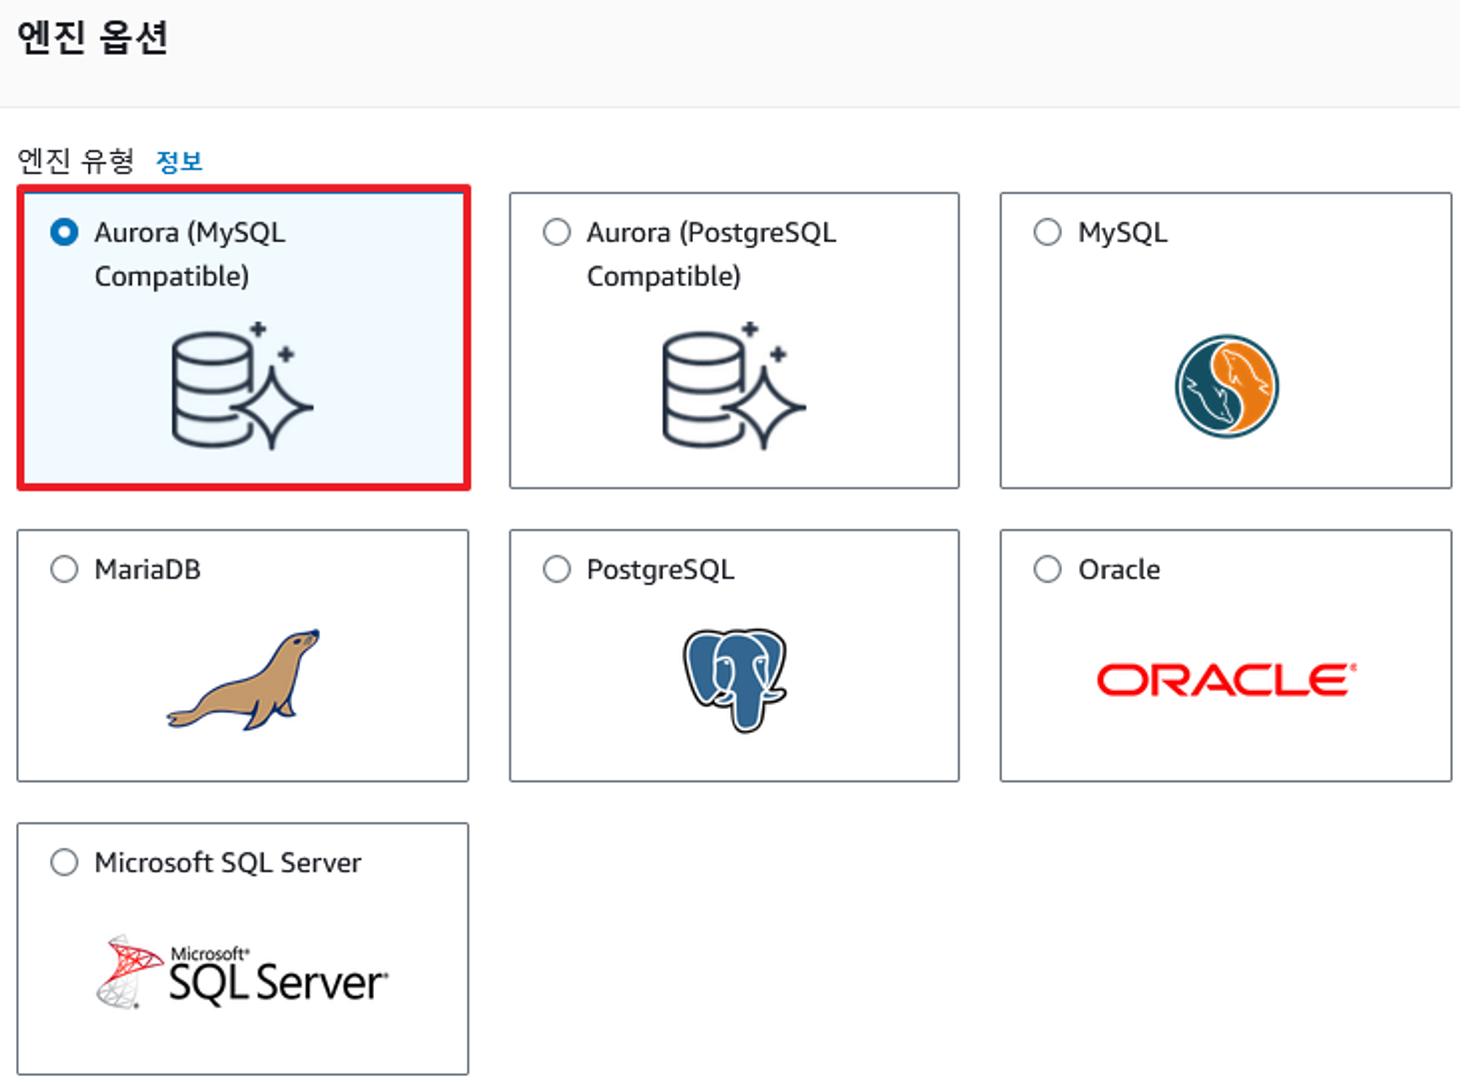 엔진 옵션
엔진 유형 정보
Aurora (MySQL
Compatible)
Aurora (PostgreSQL
Compatible)
MySQL
MariaDB
PostgreSQL
Oracle
ORACLE®
Microsoft SQL Server
Microsoft®
SQL Server®